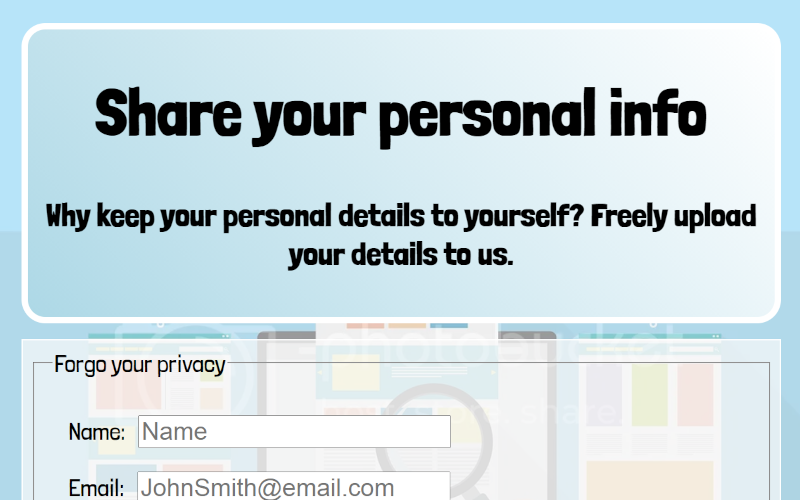 Share your personal info
Why keep your personal details to yourself? Freely upload
your details to us.
photobucket
Forgo your privacy
Name: Name
Email: JohnSmith@email.com